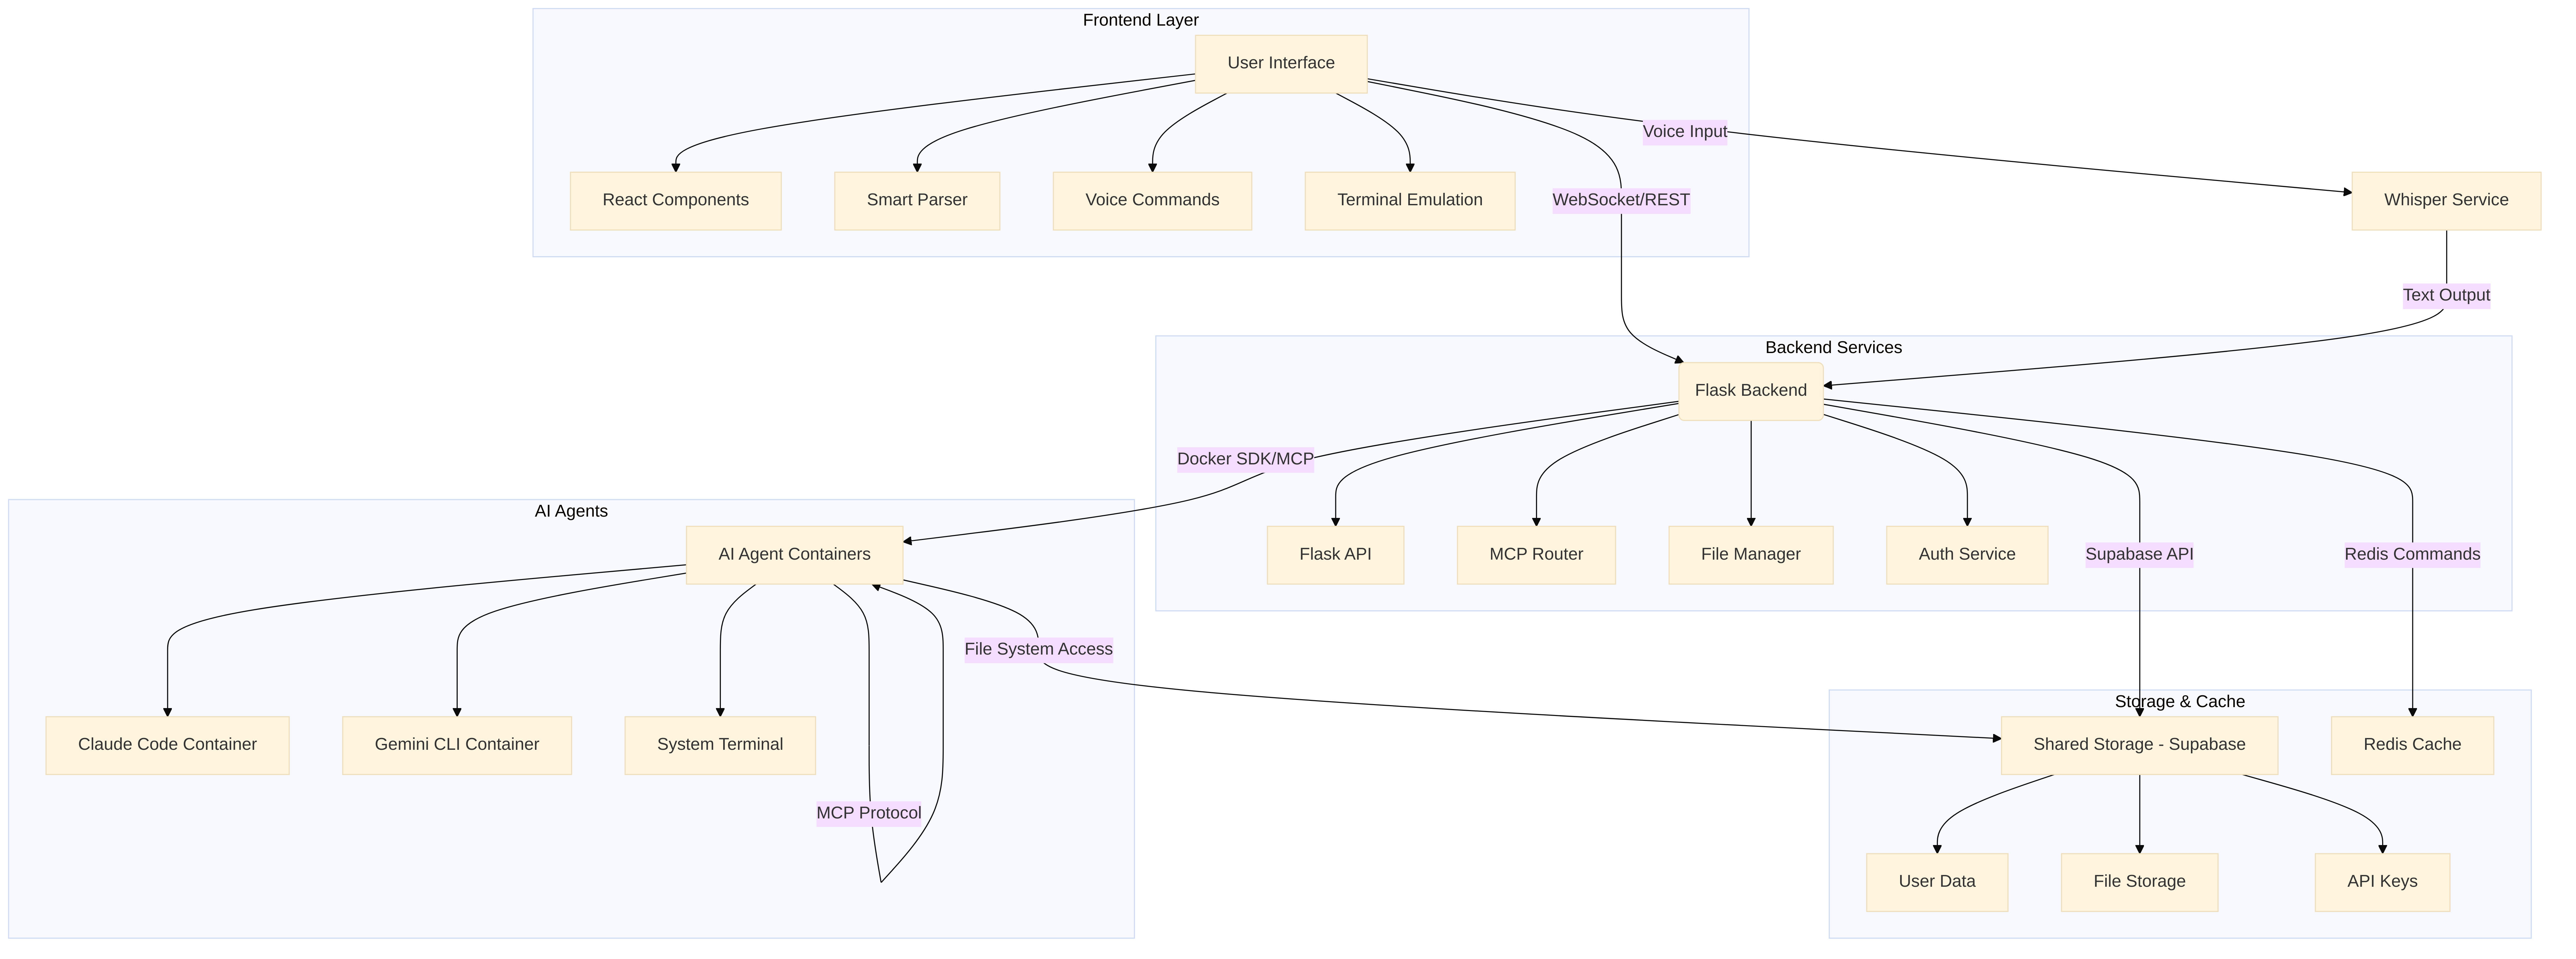 Frontend Layer
User Interface
Voice Input
React Components
Smart Parser
Voice Commands
Terminal Emulation
WebSocket/REST
Whisper Service
Text Output
Backend Services
Flask Backend
Docker SDK/MCP
Flask API
MCP Router
File Manager
Auth Service
Supabase API
Redis Commands
AI Agents
AI Agent Containers
File System Access
Claude Code Container
Gemini CLI Container
System Terminal
MCP Protocol
Storage & Cache
Shared Storage - Supabase
Redis Cache
User Data
File Storage
API Keys